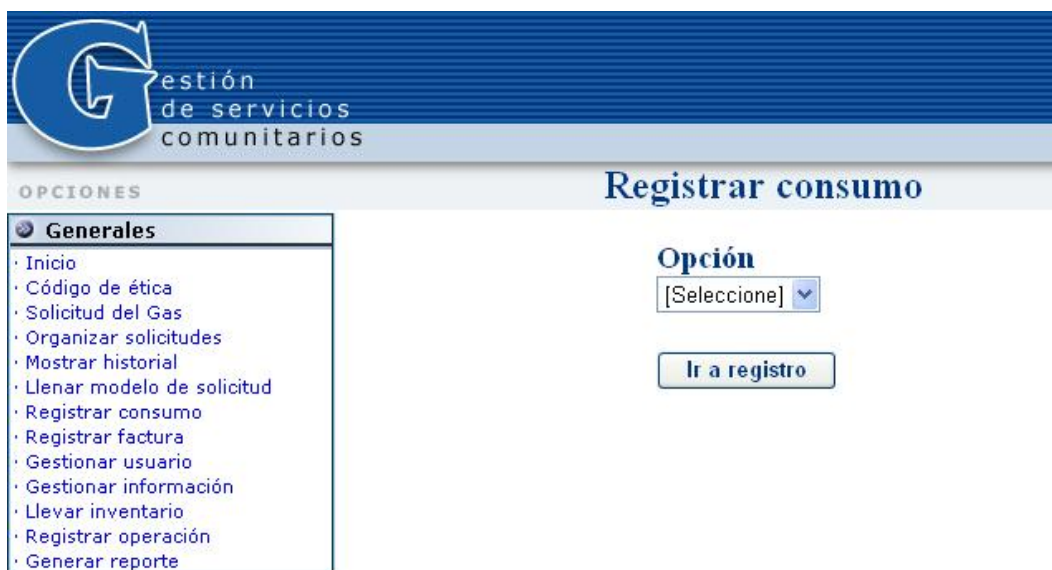 Gestión
de servicios
comunitarios
OPCIONES
Registrar consumo
Generales
· Inicio
· Código de ética
· Solicitud del Gas
· Organizar solicitudes
· Mostrar historial
· Llenar modelo de solicitud
· Registrar consumo
· Registrar factura
· Gestionar usuario
· Gestionar información
· Llevar inventario
· Registrar operación
· Generar reporte
Opción
[Seleccione]
Ir a registro